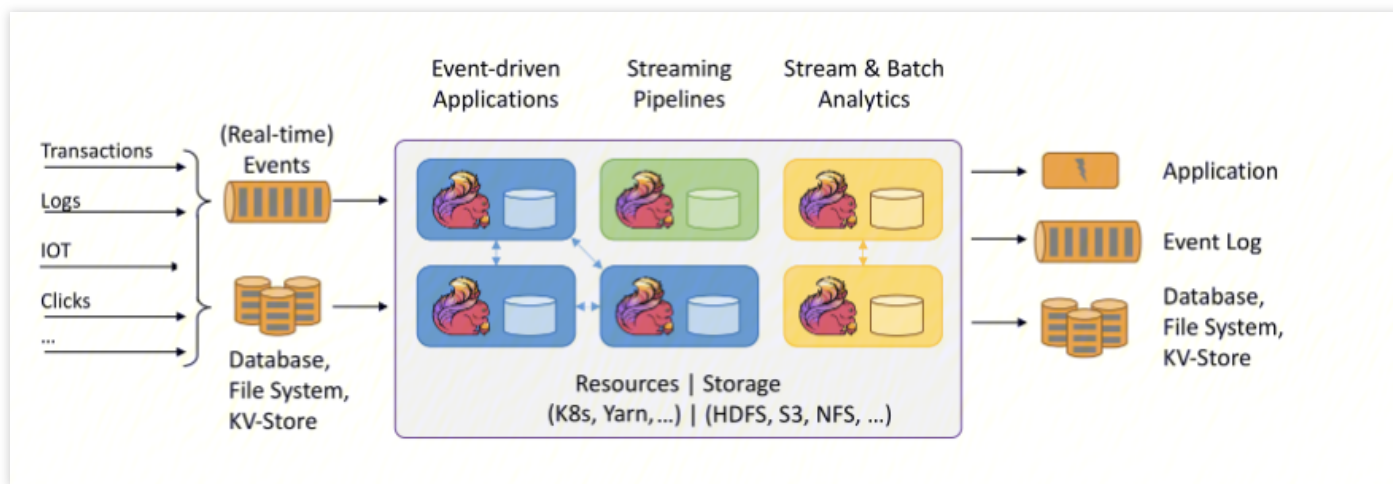 Event-driven
Applications
Streaming
Pipelines
Stream & Batch
Analytics
(Real-time)
Events
Transactions
Logs
IOT
Clicks
...
Database,
File System,
KV-Store
Resources | Storage
(K8s, Yarn, ...) | (HDFS, S3, NFS, ...)
Application
Event Log
Database,
File System,
KV-Store